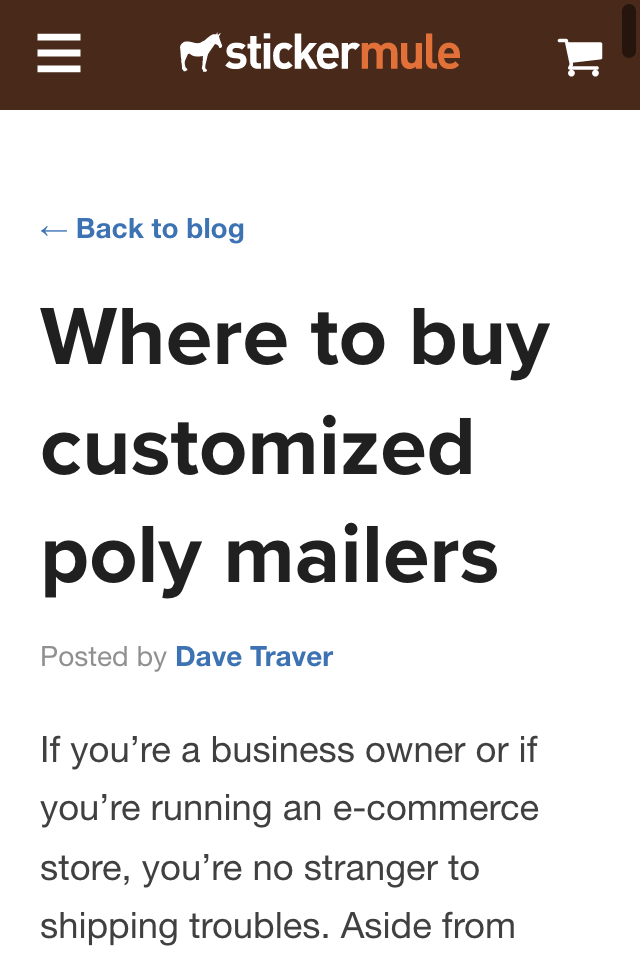 stickermule
← Back to blog
Where to buy
customized
poly mailers
Posted by Dave Traver
If you’re a business owner or if
you’re running an e-commerce
store, you’re no stranger to
shipping troubles. Aside from